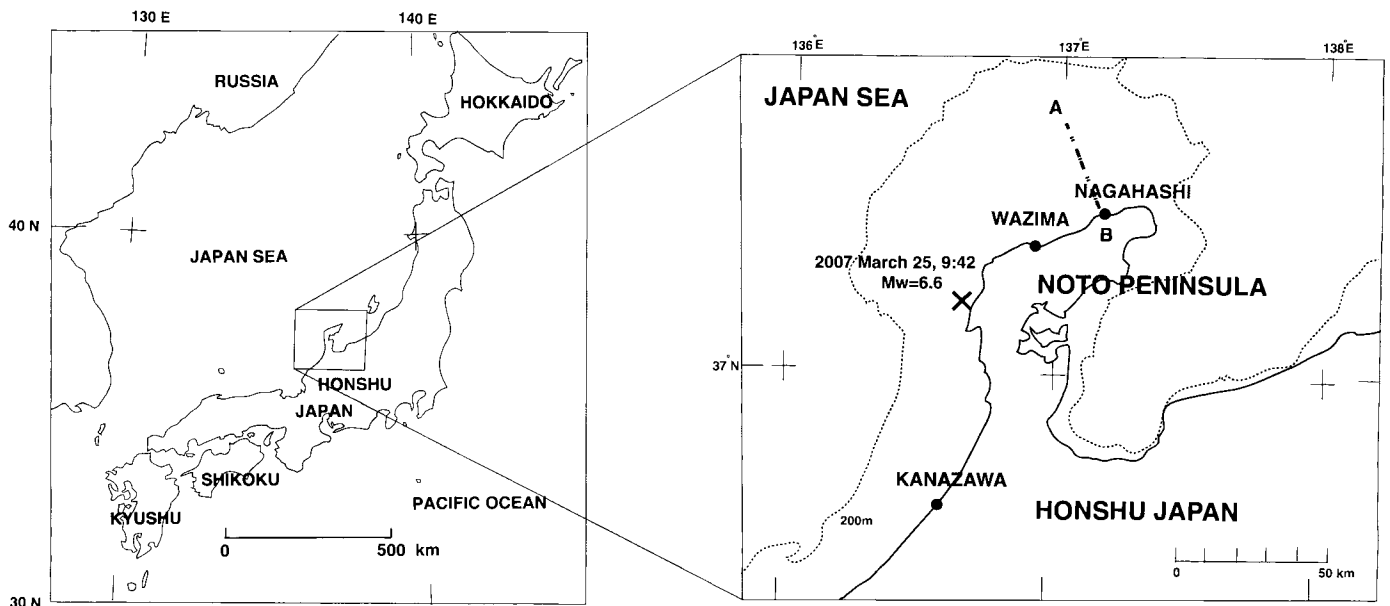 130 E
140 E
RUSSIA
HOKKAIDO
40 N
JAPAN SEA
HONSHU
JAPAN
SHIKOKU
PACIFIC OCEAN
KYUSHU
0 500 km
30 N
136°E
137°E
138°E
JAPAN SEA
A
NAGAHASHI
WAZIMA
B
2007 March 25, 9:42
Mw=6.6
NOTO PENINSULA
37°N
KANAZAWA
200m
HONSHU JAPAN
0 50 km